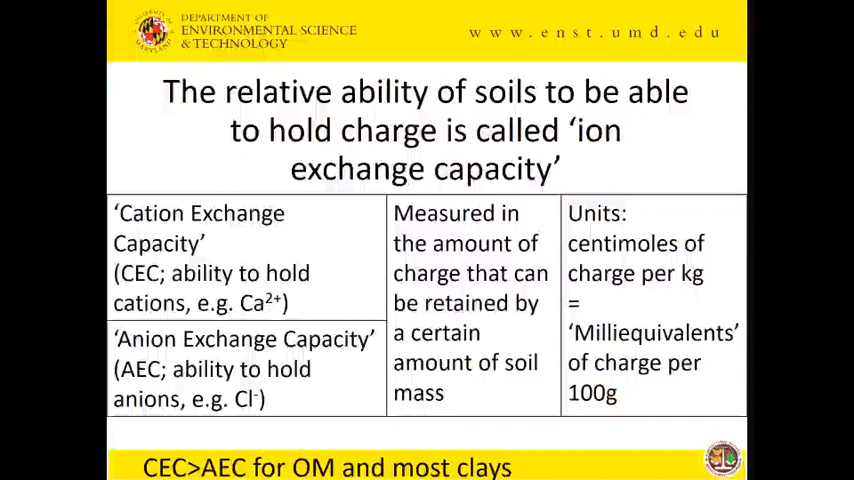 DEPARTMENT OF
ENVIRONMENTAL SCIENCE
& TECHNOLOGY
www.enst.umd.edu
The relative ability of soils to be able
to hold charge is called ‘ion
exchange capacity’
‘Cation Exchange
Capacity’
(CEC; ability to hold
cations, e.g. Ca²⁺)
‘Anion Exchange Capacity’
(AEC; ability to hold
anions, e.g. Cl⁻)
Measured in
the amount of
charge that can
be retained by
a certain
amount of soil
mass
Units:
centimoles of
charge per kg
=
‘Milliequivalents’
of charge per
100g
CEC>AEC for OM and most clays